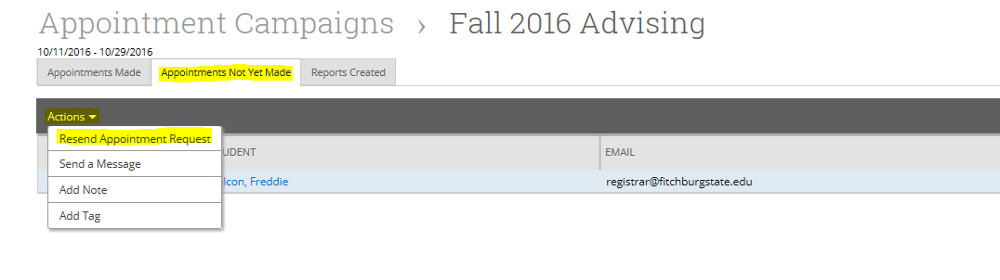 Appointment Campaigns › Fall 2016 Advising
10/11/2016 - 10/29/2016
Appointments Made
Appointments Not Yet Made
Reports Created
Actions
Resend Appointment Request
Send a Message
Add Note
Add Tag
UDENT
EMAIL
lcon, Freddie
registrar@fitchburgstate.edu